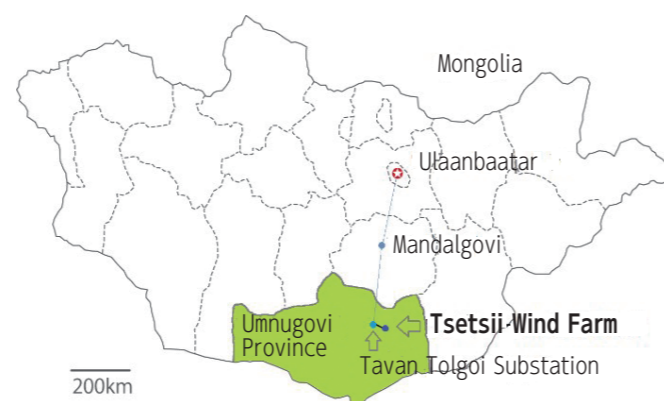 Mongolia
Ulaanbaatar
Mandalgovi
Umnugovi
Province
Tsetsii Wind Farm
Tavan Tolgoi Substation
200km